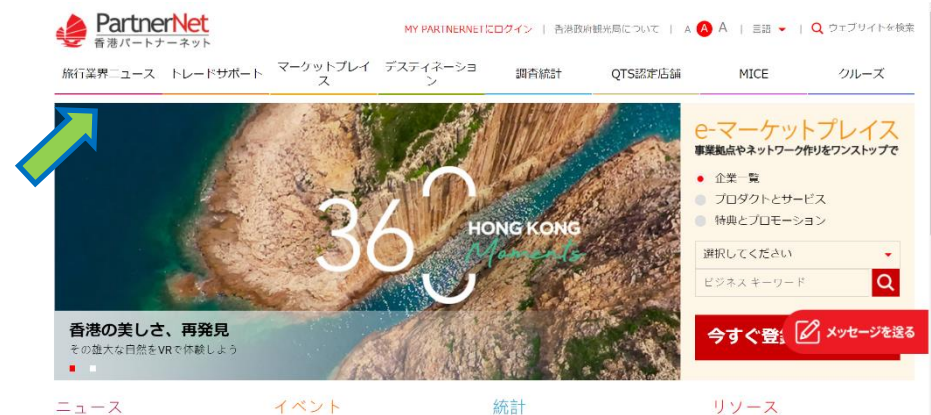 PartnerNet
香港パートナーネット
MY PARTNERNETにログイン | 香港政府観光局について | A A A | 言語 | ウェブサイトを検索
旅行業界ニュース トレードサポート マーケットプレイス デスティネーション 調査統計 QTS認定店舗 MICE クルーズ
360
HONG KONG
Moments
香港の美しさ、再発見
その雄大な自然をVRで体験しよう
e-マーケットプレイス
事業拠点やネットワーク作りをワンストップで
企業一覧
プロダクトとサービス
特典とプロモーション
選択してください
ビジネス キーワード
今すぐ登
メッセージを送る
ニュース イベント 統計 リソース